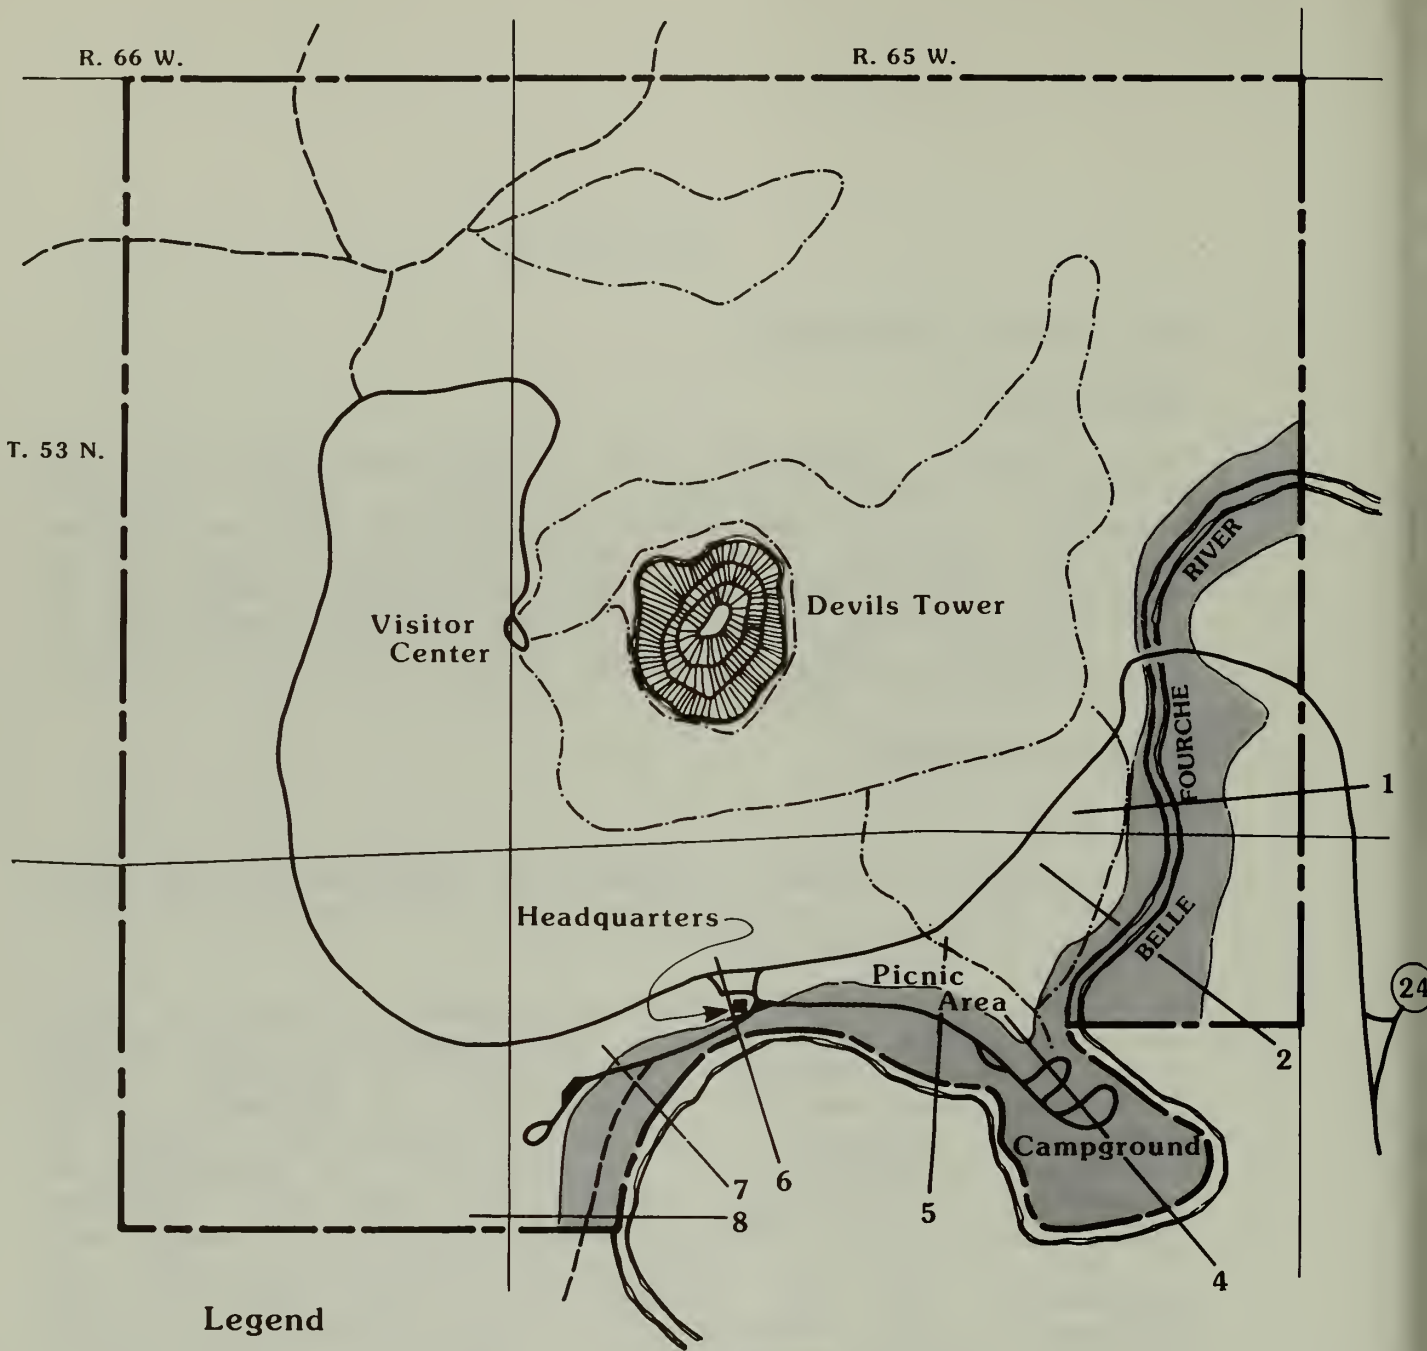 R. 66 W.
R. 65 W.
T. 53 N.
RIVER
Devils Tower
Visitor
Center
FOURCHE
1
Headquarters
BELLE
Picnic
Area
24
2
Campground
7
6
5
8
4
Legend